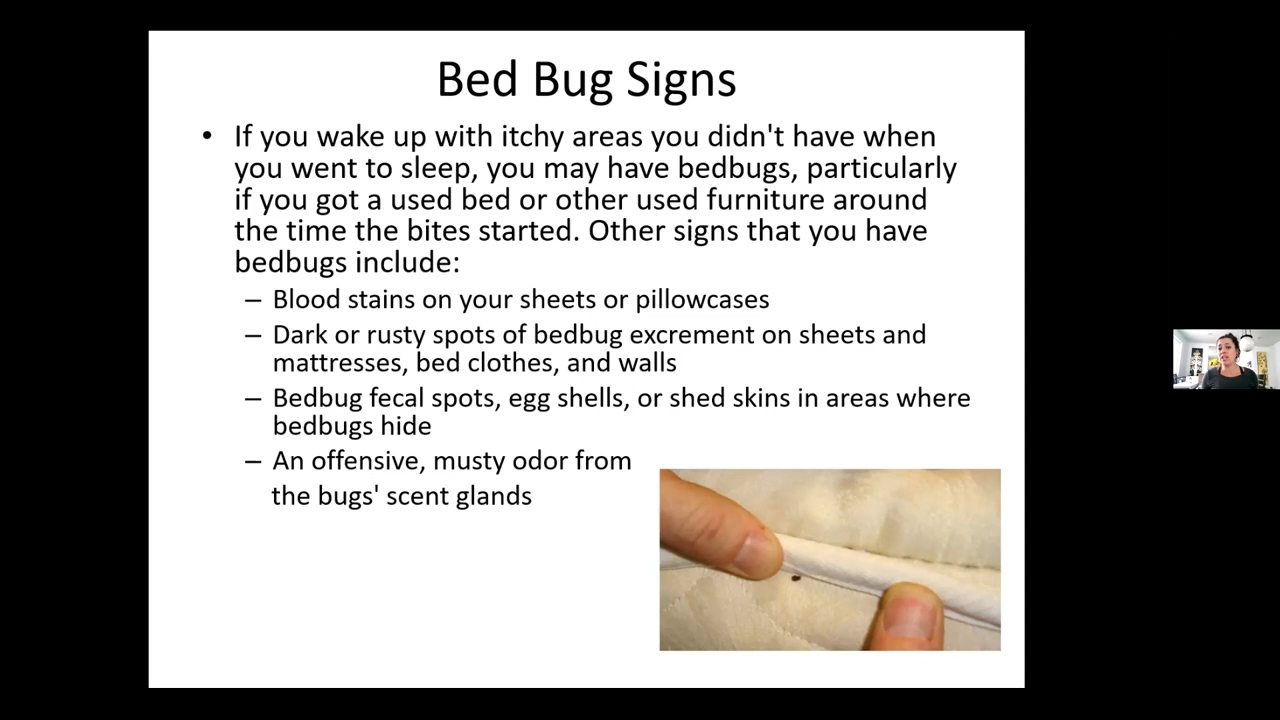 Bed Bug Signs
• If you wake up with itchy areas you didn't have when
you went to sleep, you may have bedbugs, particularly
if you got a used bed or other used furniture around
the time the bites started. Other signs that you have
bedbugs include:
– Blood stains on your sheets or pillowcases
– Dark or rusty spots of bedbug excrement on sheets and
mattresses, bed clothes, and walls
– Bedbug fecal spots, egg shells, or shed skins in areas where
bedbugs hide
– An offensive, musty odor from
the bugs' scent glands